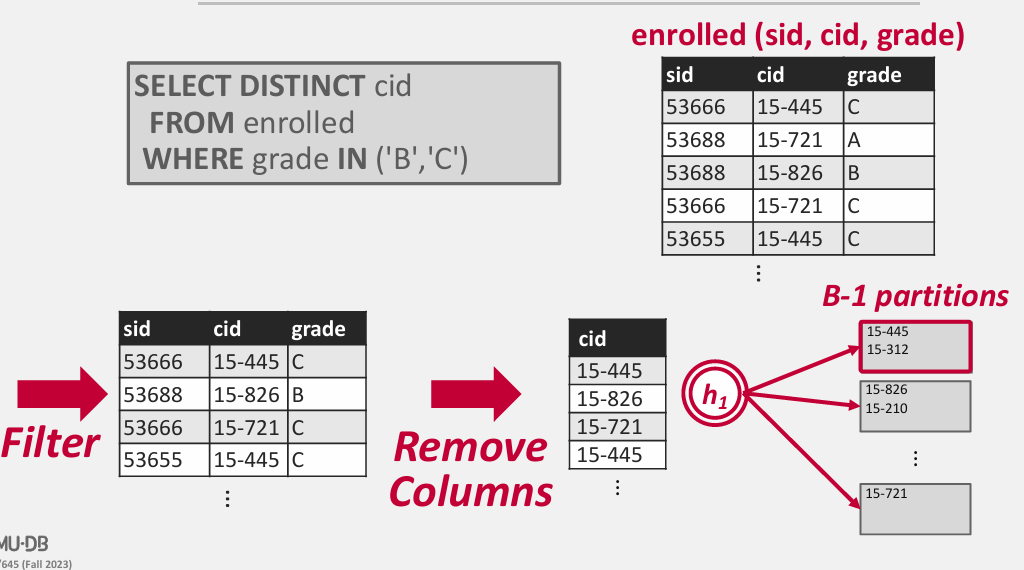 enrolled (sid, cid, grade)
SELECT DISTINCT cid
FROM enrolled
WHERE grade IN ('B','C')
sid cid grade
53666 15-445 C
53688 15-721 A
53688 15-826 B
53666 15-721 C
53655 15-445 C
⋮
Filter
sid cid grade
53666 15-445 C
53688 15-826 B
53666 15-721 C
53655 15-445 C
⋮
Remove
Columns
cid
15-445
15-826
15-721
15-445
⋮
h1
B-1 partitions
15-445
15-312
15-826
15-210
⋮
15-721
MU·DB
/645 (Fall 2023)